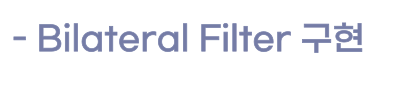 - Bilateral Filter 구현